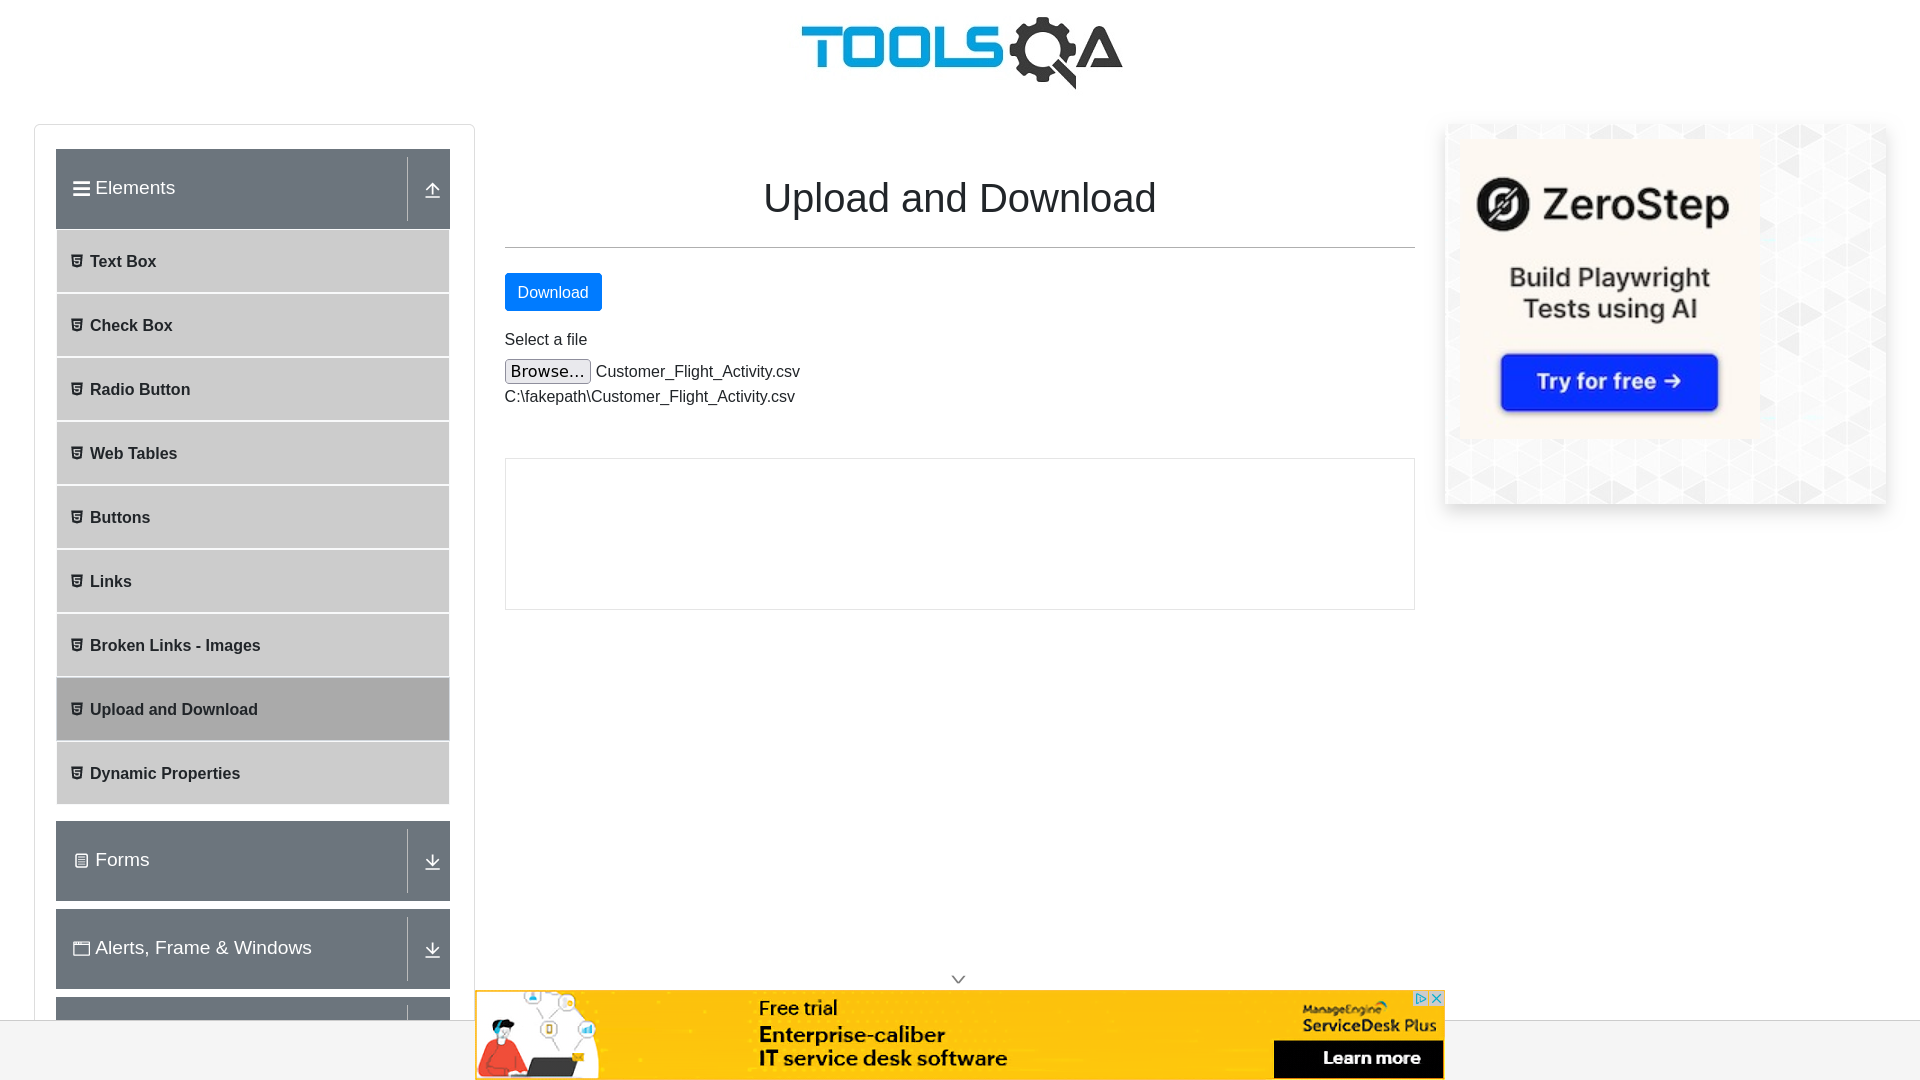 TOOLSQA
Elements
Text Box
Check Box
Radio Button
Web Tables
Buttons
Links
Broken Links - Images
Upload and Download
Dynamic Properties
Forms
Alerts, Frame & Windows
Upload and Download
Download
Select a file
Browse... Customer_Flight_Activity.csv
C:\fakepath\Customer_Flight_Activity.csv
ZeroStep
Build Playwright
Tests using AI
Try for free →
Free trial
Enterprise-caliber
IT service desk software
ManageEngine
ServiceDesk Plus
Learn more